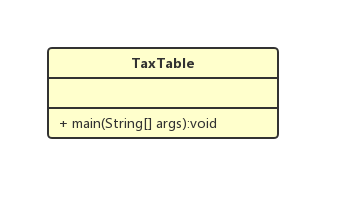 TaxTable
+ main(String[] args):void